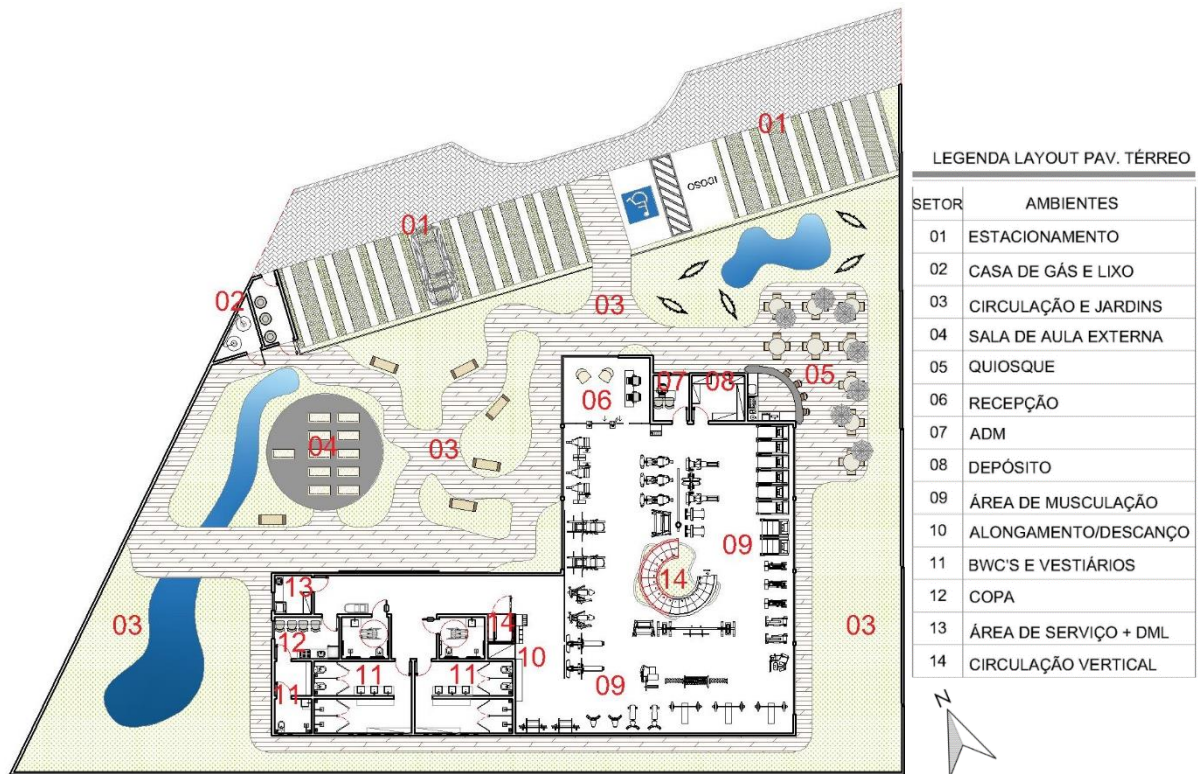 01
01
IDOSO
02
03
05
07
08
06
04
03
09
14
13
03
14
03
12
10
11
11
09
11
LEGENDA LAYOUT PAV. TÉRREO
SETOR AMBIENTES
01 ESTACIONAMENTO
02 CASA DE GÁS E LIXO
03 CIRCULAÇÃO E JARDINS
04 SALA DE AULA EXTERNA
05 QUIOSQUE
06 RECEPÇÃO
07 ADM
08 DEPÓSITO
09 ÁREA DE MUSCULAÇÃO
10 ALONGAMENTO/DESCANÇO
11 BWC'S E VESTIÁRIOS
12 COPA
13 ÁREA DE SERVIÇO + DML
14 CIRCULAÇÃO VERTICAL
N